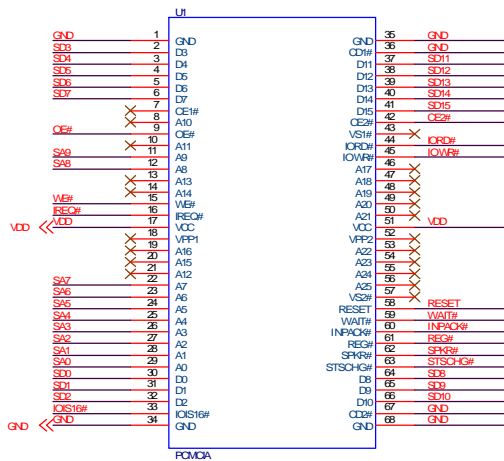 U1
GND 1 GND GND 35 GND
SD3 2 D3 CD1# 36 GND
SD4 3 D4 D11 37 SD11
SD5 4 D5 D12 38 SD12
SD6 5 D6 D13 39 SD13
SD7 6 D7 D14 40 SD14
7 CE1# D15 41 SD15
8 A10 CE2# 42 CE2#
OE# 9 OE# VS1# 43
10 A11 IORD# 44 IORD#
SA9 11 A9 IOWR# 45 IOWR#
SA8 12 A8 A17 46
13 A13 A18 47
14 A14 A19 48
WE# 15 WE# A20 49
IREQ# 16 IREQ# A21 50
VDD VDD 17 VCC VCC 51 VDD
18 VPP1 VPP2 52
19 A16 A22 53
20 A15 A23 54
21 A12 A24 55
SA7 22 A7 A25 56
SA6 23 A6 VS2# 57
SA5 24 A5 RESET 58 RESET
SA4 25 A4 WAIT# 59 WAIT#
SA3 26 A3 INPACK# 60 INPACK#
SA2 27 A2 REG# 61 REG#
SA1 28 A1 SPKR# 62 SPKR#
SA0 29 A0 STSCHG# 63 STSCHG#
SD0 30 D0 D8 64 SD8
SD1 31 D1 D9 65 SD9
SD2 32 D2 D10 66 SD10
IOIS16# 33 IOIS16# CD2# 67 GND
GND GND 34 GND GND 68 GND
PCMCIA